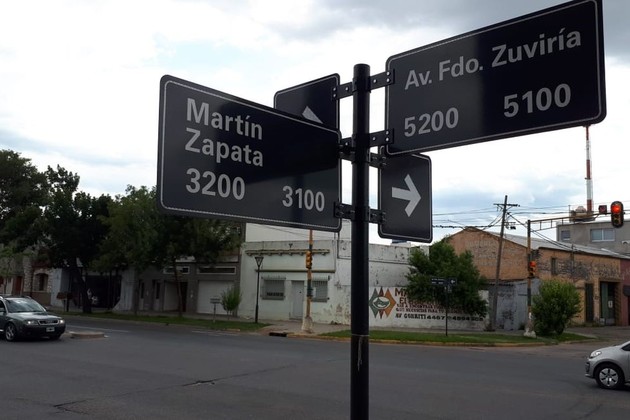 Martín
Zapata
3200 3100
Av. Fdo. Zuviría
5200 5100